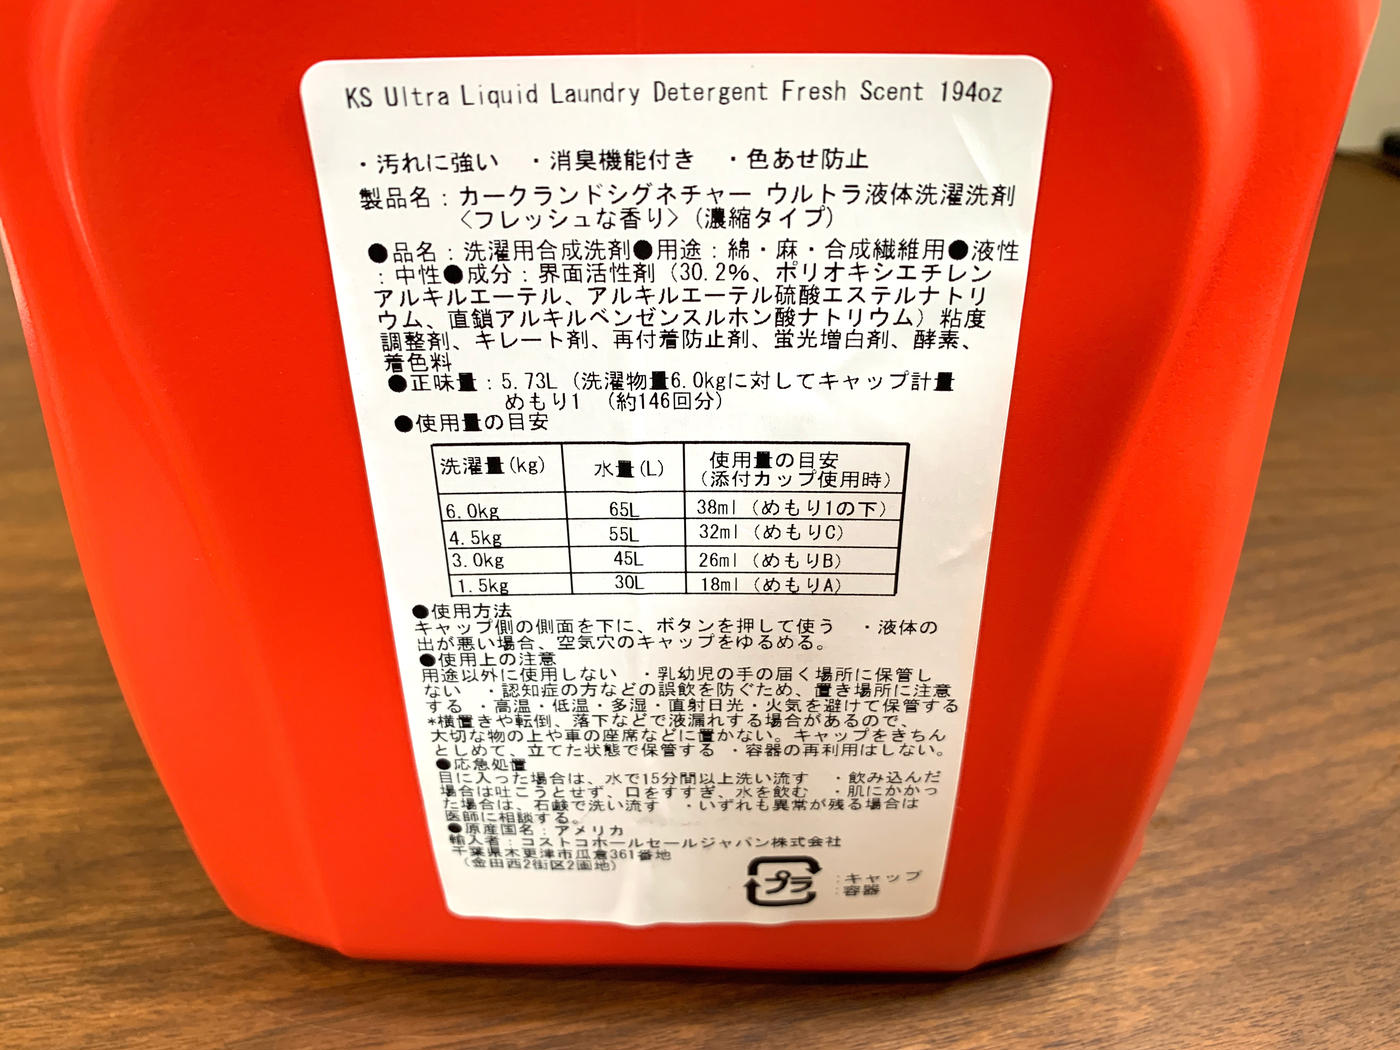 KS Ultra Liquid Laundry Detergent Fresh Scent 194oz
・汚れに強い　・消臭機能付き　・色あせ防止
製品名：カークランドシグネチャー ウルトラ液体洗濯洗剤
〈フレッシュな香り〉（濃縮タイプ）
●品名：洗濯用合成洗剤●用途：綿・麻・合成繊維用●液性
：中性●成分：界面活性剤（30.2%、ポリオキシエチレン
アルキルエーテル、アルキルエーテル硫酸エステルナトリ
ウム、直鎖アルキルベンゼンスルホン酸ナトリウム）粘度
調整剤、キレート剤、再付着防止剤、蛍光増白剤、酵素、
着色料
●正味量：5.73L（洗濯物量6.0kgに対してキャップ計量
めもり1　（約146回分）
●使用量の目安
洗濯量(kg) 水量(L) 使用量の目安
（添付カップ使用時）
6.0kg 65L 38ml（めもり1の下）
4.5kg 55L 32ml（めもりC）
3.0kg 45L 26ml（めもりB）
1.5kg 30L 18ml（めもりA）
●使用方法
キャップ側の側面を下に、ボタンを押して使う　・液体の
出が悪い場合、空気穴のキャップをゆるめる。
●使用上の注意
用途以外に使用しない　・乳幼児の手の届く場所に保管し
ない　・認知症の方などの誤飲を防ぐため、置き場所に注意
する　・高温・低温・多湿・直射日光・火気を避けて保管する
*横置きや転倒、落下などで液漏れする場合があるので、
大切な物の上や車の座席などに置かない。キャップをきちん
としめて、立てた状態で保管する　・容器の再利用はしない。
●応急処置
目に入った場合は、水で15分間以上洗い流す　・飲み込んだ
場合は吐こうとせず、口をすすぎ、水を飲む　・肌にかかっ
た場合は、石鹸で洗い流す　・いずれも異常が残る場合は
医師に相談する。
●原産国名：アメリカ
輸入者：コストコホールセールジャパン株式会社
千葉県木更津市瓜倉361番地
（金田西2街区2画地）
プラ
：キャップ
：容器